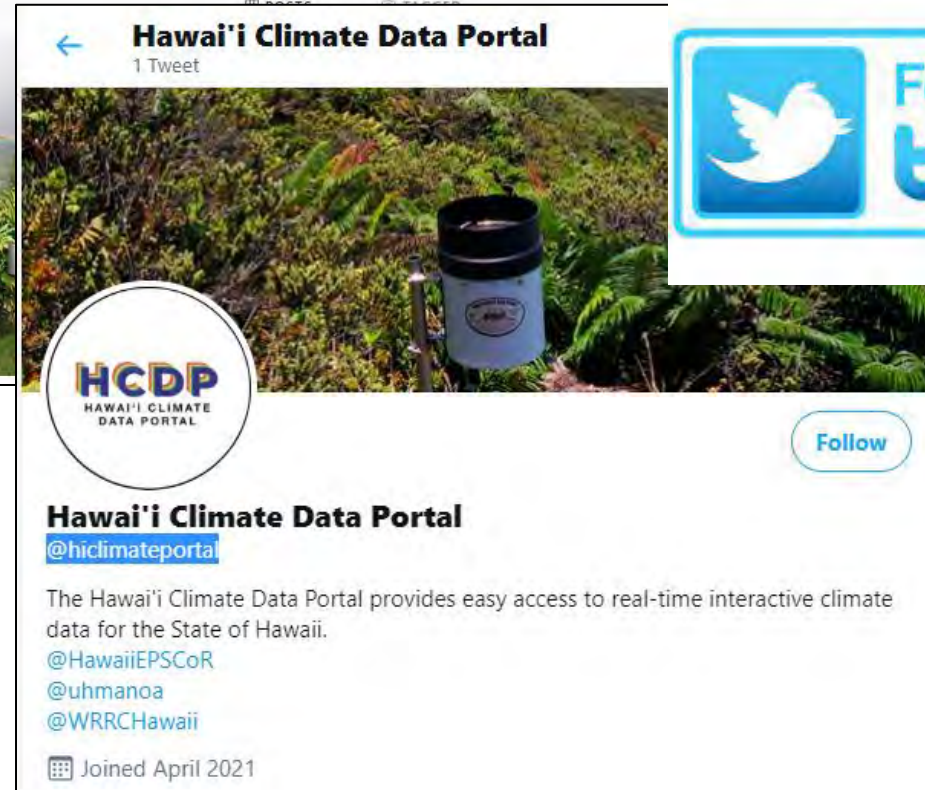 Hawai'i Climate Data Portal
1 Tweet
HCDP
HAWAI'I CLIMATE
DATA PORTAL
Follow
Hawai'i Climate Data Portal
@hiclimateportal
The Hawai'i Climate Data Portal provides easy access to real-time interactive climate
data for the State of Hawaii.
@HawaiiEPSCoR
@uhmanoa
@WRRCHawaii
Joined April 2021